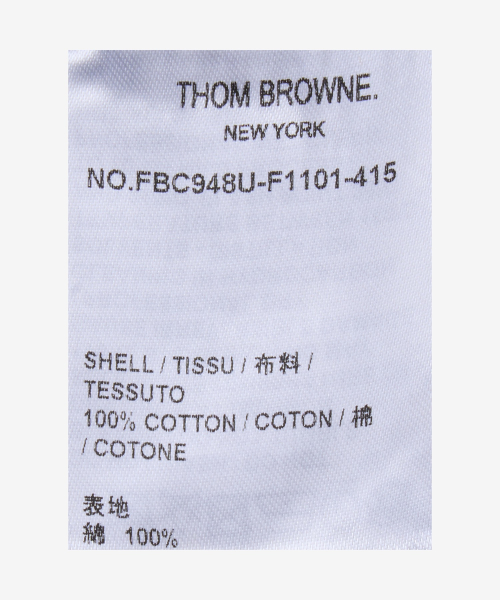 THOM BROWNE.
NEW YORK
NO.FBC948U-F1101-415
SHELL / TISSU / 布料 /
TESSUTO
100% COTTON / COTON / 棉
/ COTONE
表地
綿 100%